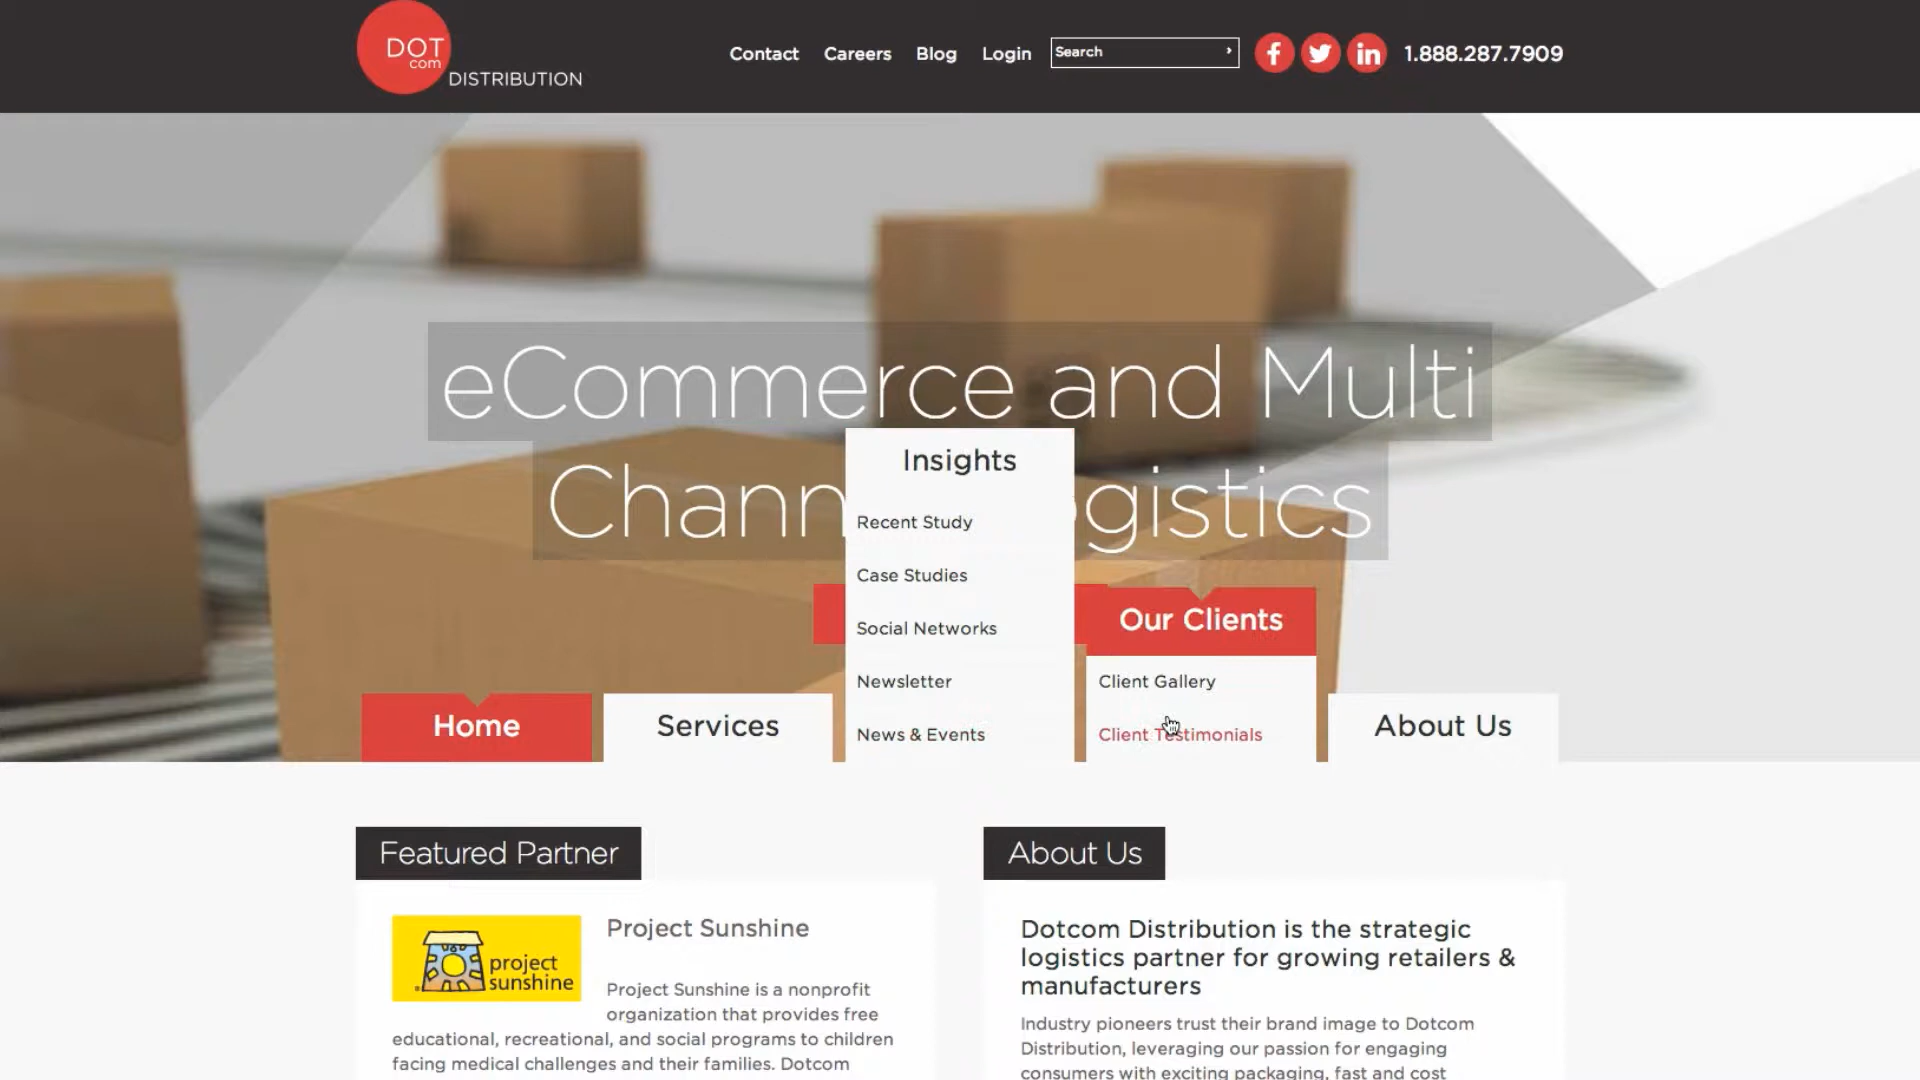 DOT
com
DISTRIBUTION
Contact Careers Blog Login Search 1.888.287.7909
eCommerce and Multi
Chann ogistics
Insights
Recent Study
Case Studies
Social Networks
Newsletter
News & Events
Our Clients
Client Gallery
Client Testimonials
Home
Services
About Us
Featured Partner
project
sunshine
Project Sunshine
Project Sunshine is a nonprofit
organization that provides free
educational, recreational, and social programs to children
facing medical challenges and their families. Dotcom
About Us
Dotcom Distribution is the strategic
logistics partner for growing retailers &
manufacturers
Industry pioneers trust their brand image to Dotcom
Distribution, leveraging our passion for engaging
consumers with exciting packaging, fast and cost